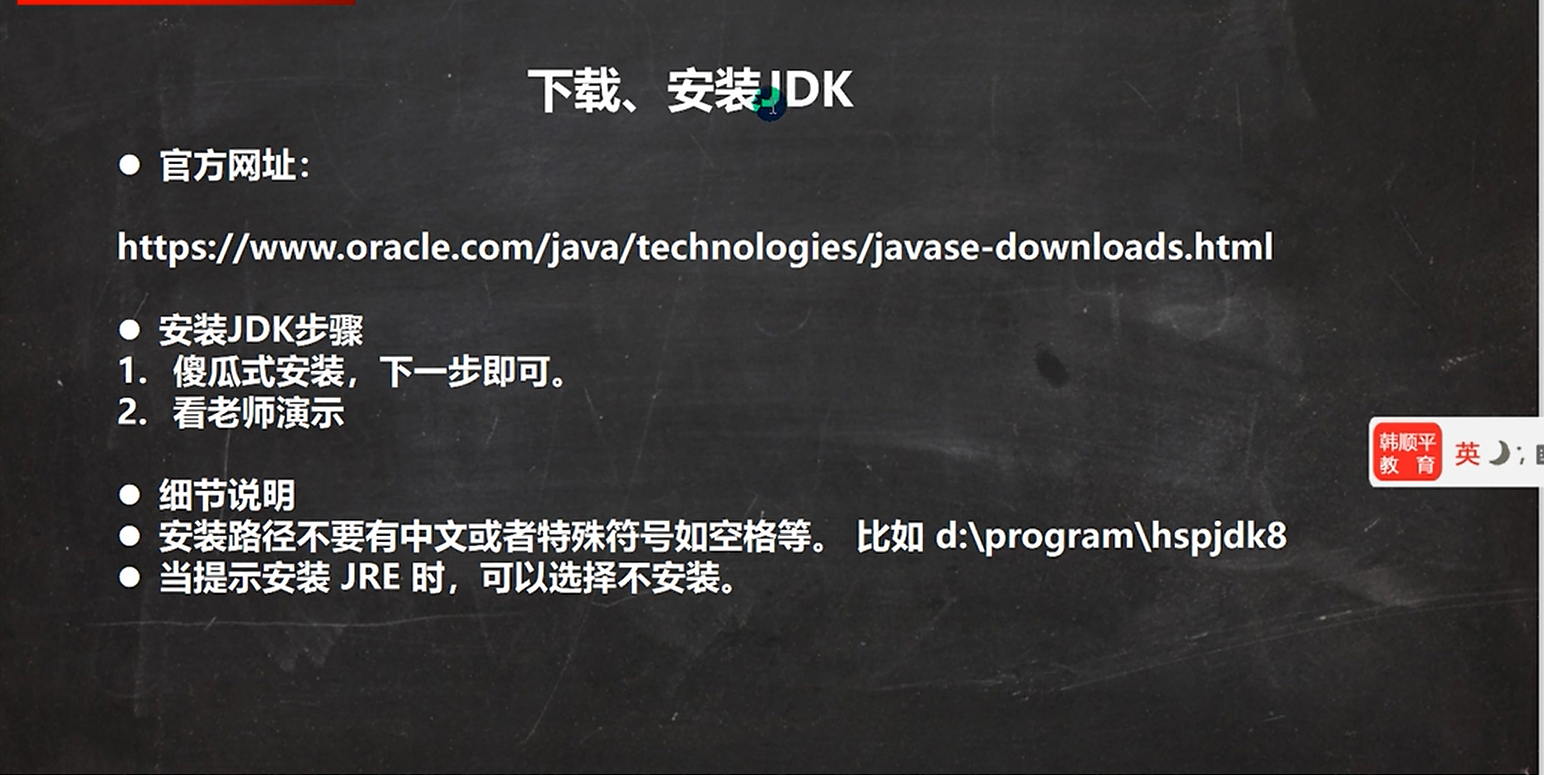 下载、安装JDK
● 官方网址：
https://www.oracle.com/java/technologies/javase-downloads.html
● 安装JDK步骤
1. 傻瓜式安装，下一步即可。
2. 看老师演示
● 细节说明
● 安装路径不要有中文或者特殊符号如空格等。 比如 d:\program\hspjdk8
● 当提示安装 JRE 时，可以选择不安装。
韩顺平
教 育
英